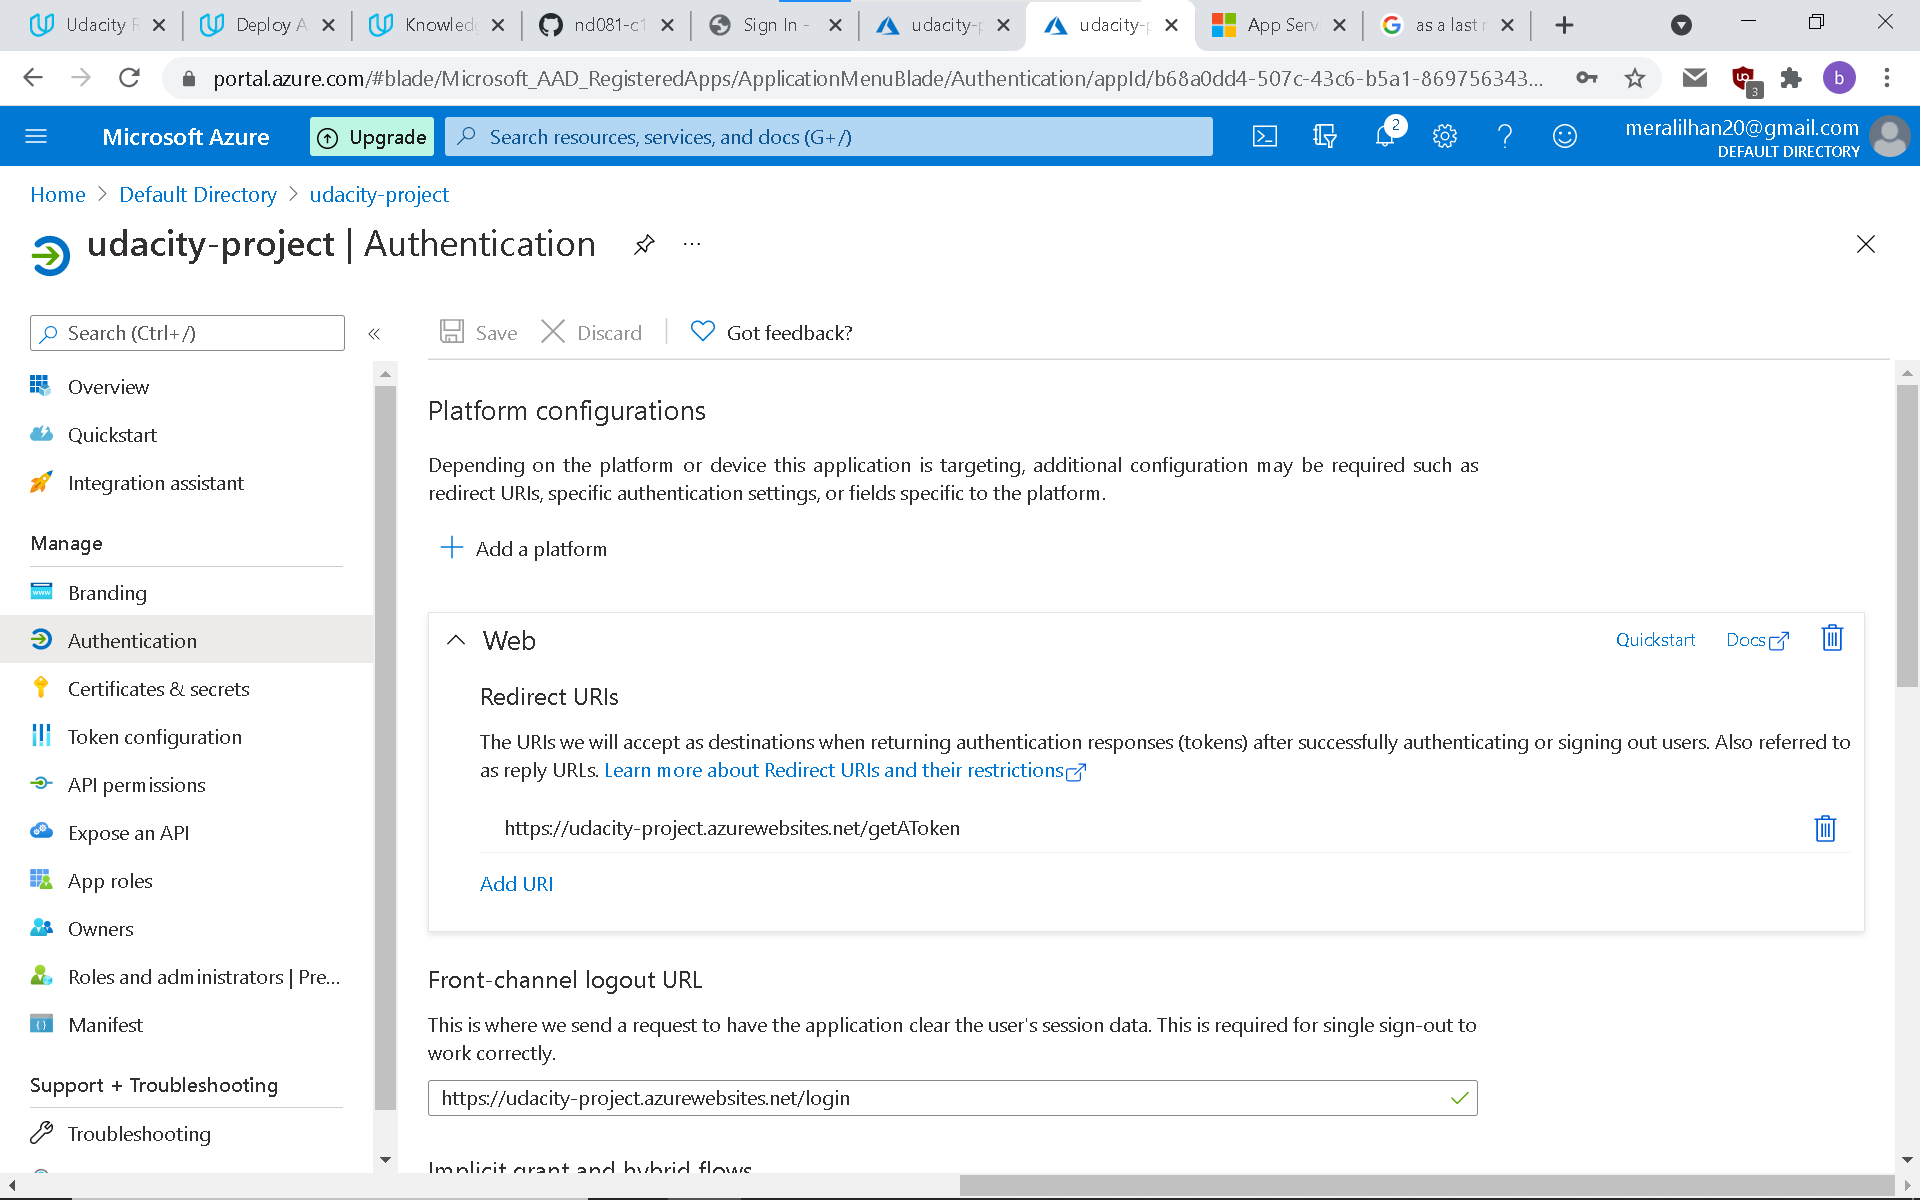 Udacity R
Deploy A
Knowledg
nd081-c1
Sign In -
udacity-p
udacity-p
App Serv
as a last r
portal.azure.com/#blade/Microsoft_AAD_RegisteredApps/ApplicationMenuBlade/Authentication/appId/b68a0dd4-507c-43c6-b5a1-869756343...
3
b
Microsoft Azure
Upgrade
Search resources, services, and docs (G+/)
2
meralilhan20@gmail.com
DEFAULT DIRECTORY
Home > Default Directory > udacity-project
udacity-project | Authentication
...
Search (Ctrl+/)
«
Save
Discard
Got feedback?
Overview
Quickstart
Integration assistant
Manage
Branding
Authentication
Certificates & secrets
Token configuration
API permissions
Expose an API
App roles
Owners
Roles and administrators | Pre...
Manifest
Support + Troubleshooting
Troubleshooting
Platform configurations
Depending on the platform or device this application is targeting, additional configuration may be required such as
redirect URIs, specific authentication settings, or fields specific to the platform.
Add a platform
Web
Quickstart
Docs
Redirect URIs
The URIs we will accept as destinations when returning authentication responses (tokens) after successfully authenticating or signing out users. Also referred to
as reply URLs. Learn more about Redirect URIs and their restrictions
https://udacity-project.azurewebsites.net/getAToken
Add URI
Front-channel logout URL
This is where we send a request to have the application clear the user's session data. This is required for single sign-out to
work correctly.
https://udacity-project.azurewebsites.net/login
Implicit grant and hybrid flows